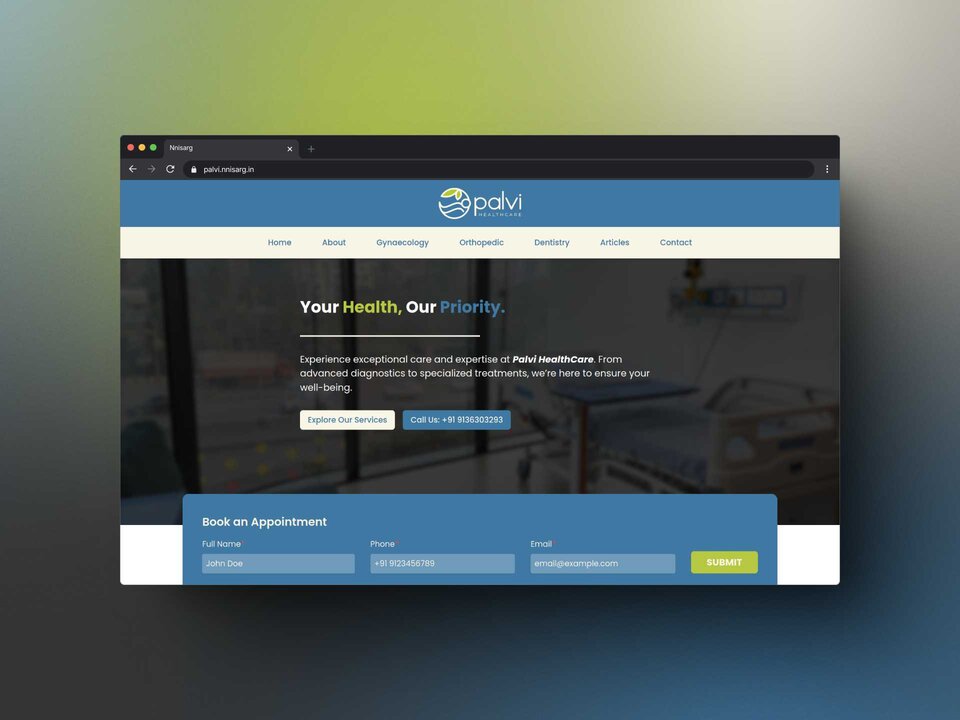 Nnisarg
palvi.nnisarg.in
palvi
HEALTHCARE
Home About Gynaecology Orthopedic Dentistry Articles Contact
Your Health, Our Priority.
Experience exceptional care and expertise at Palvi HealthCare. From
advanced diagnostics to specialized treatments, we're here to ensure your
well-being.
Explore Our Services Call Us: +91 9136303293
Book an Appointment
Full Name* Phone* Email*
John Doe +91 9123456789 email@example.com SUBMIT